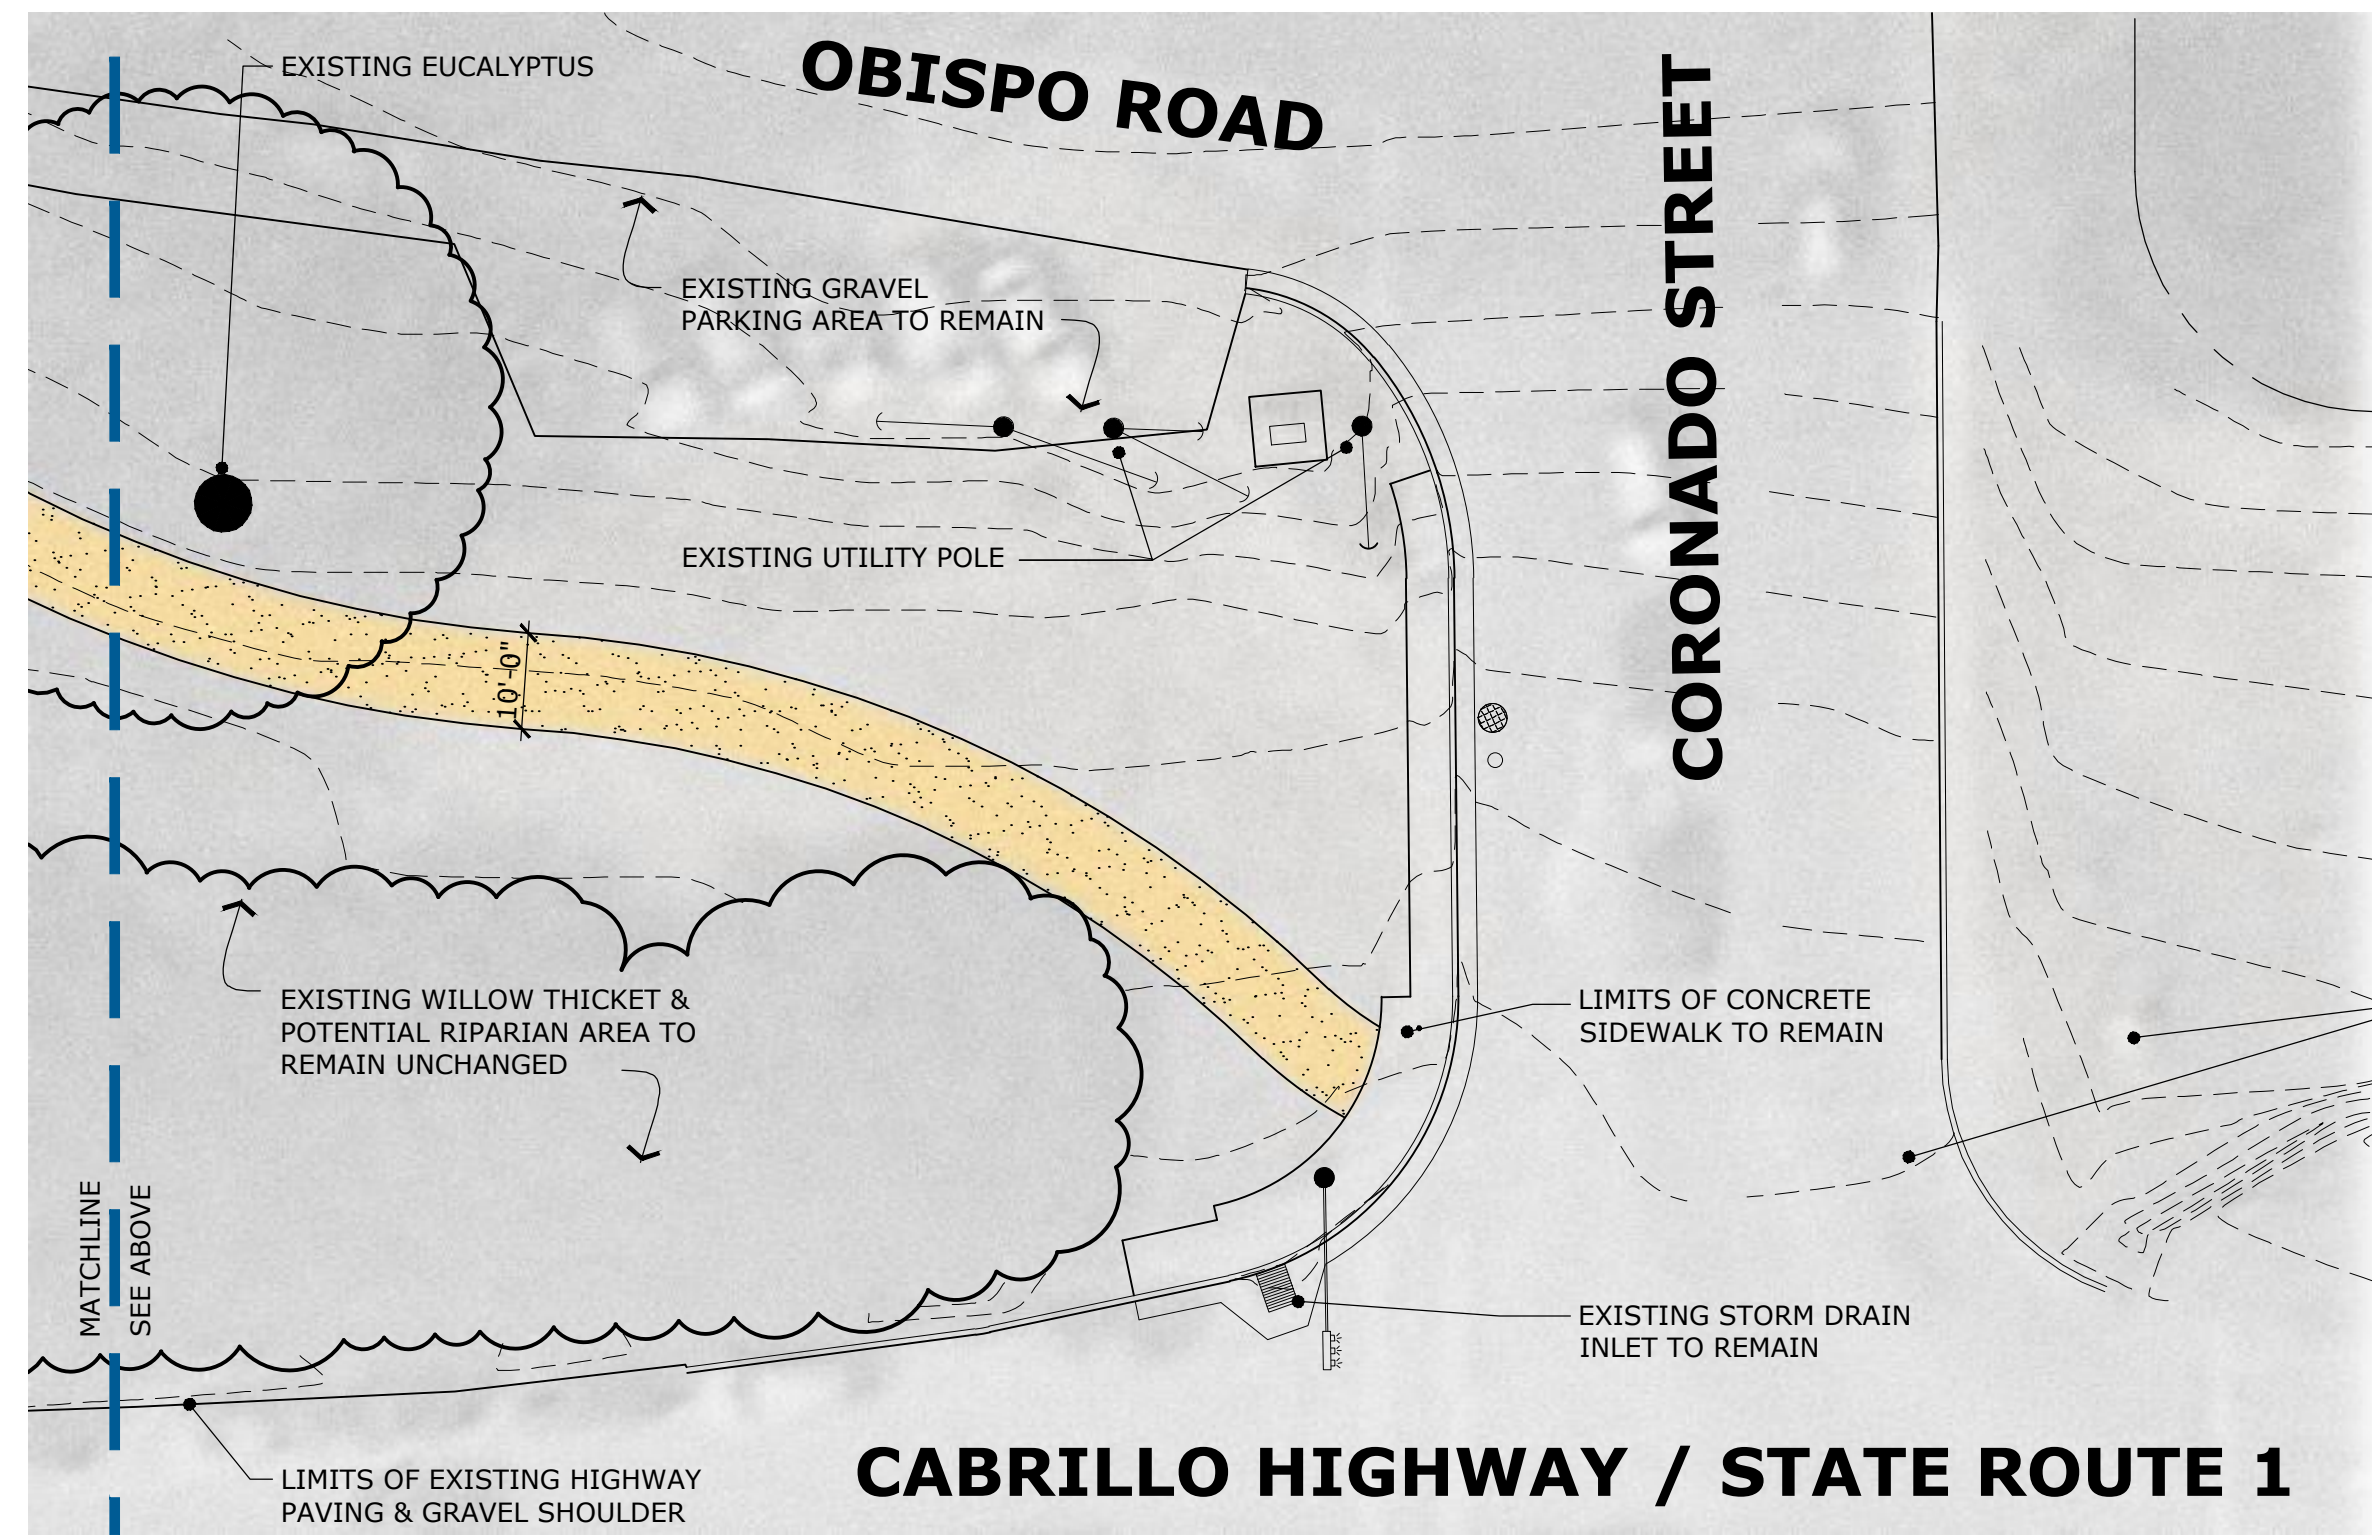 EXISTING EUCALYPTUS
OBISPO ROAD
CORONADO STREET
EXISTING GRAVEL
PARKING AREA TO REMAIN
EXISTING UTILITY POLE
10'-0"
EXISTING WILLOW THICKET &
POTENTIAL RIPARIAN AREA TO
REMAIN UNCHANGED
LIMITS OF CONCRETE
SIDEWALK TO REMAIN
MATCHLINE
SEE ABOVE
EXISTING STORM DRAIN
INLET TO REMAIN
CABRILLO HIGHWAY / STATE ROUTE 1
LIMITS OF EXISTING HIGHWAY
PAVING & GRAVEL SHOULDER